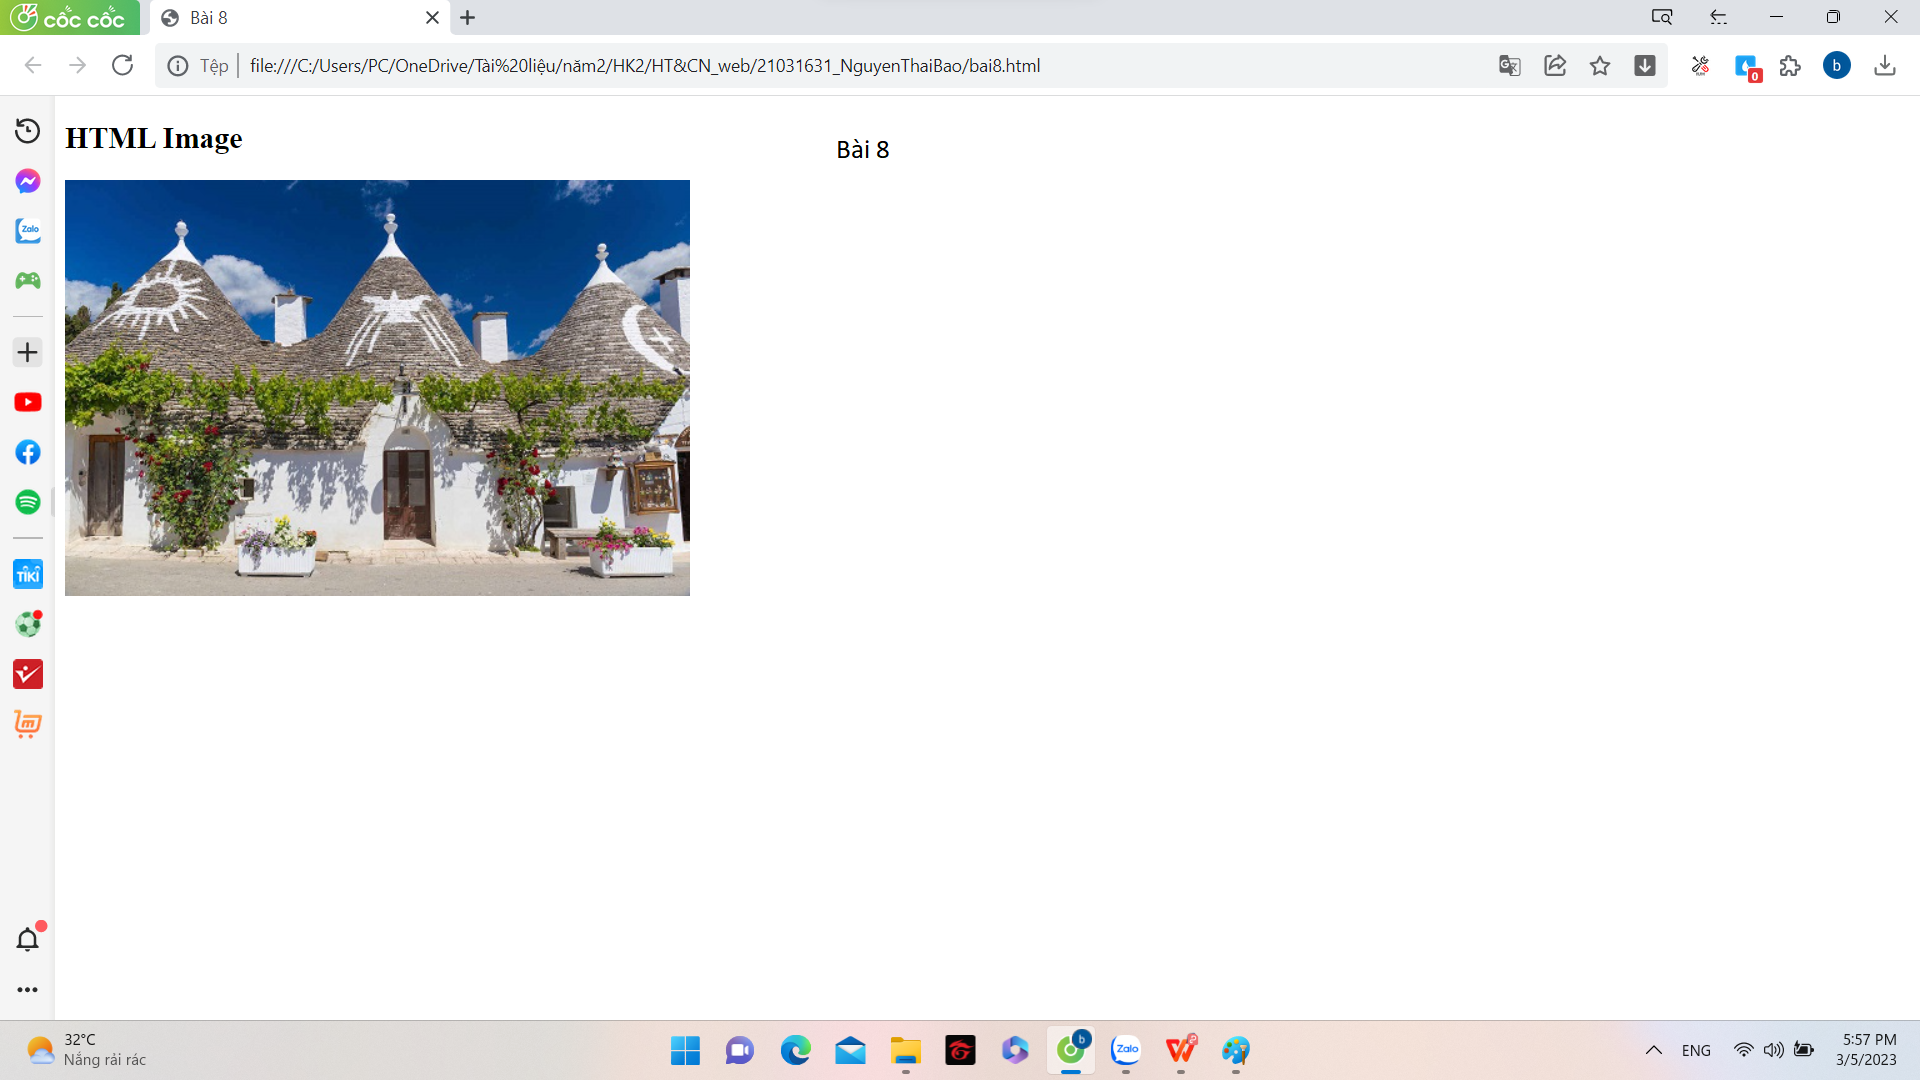 cốc cốc
Bài 8
Tệp
file:///C:/Users/PC/OneDrive/Tài%20liệu/năm2/HK2/HT&CN_web/21031631_NguyenThaiBao/bai8.html
0
b
HTML Image
Bài 8
Zalo
TIKI
32°C
Nắng rải rác
b
Zalo
ENG
5:57 PM
3/5/2023